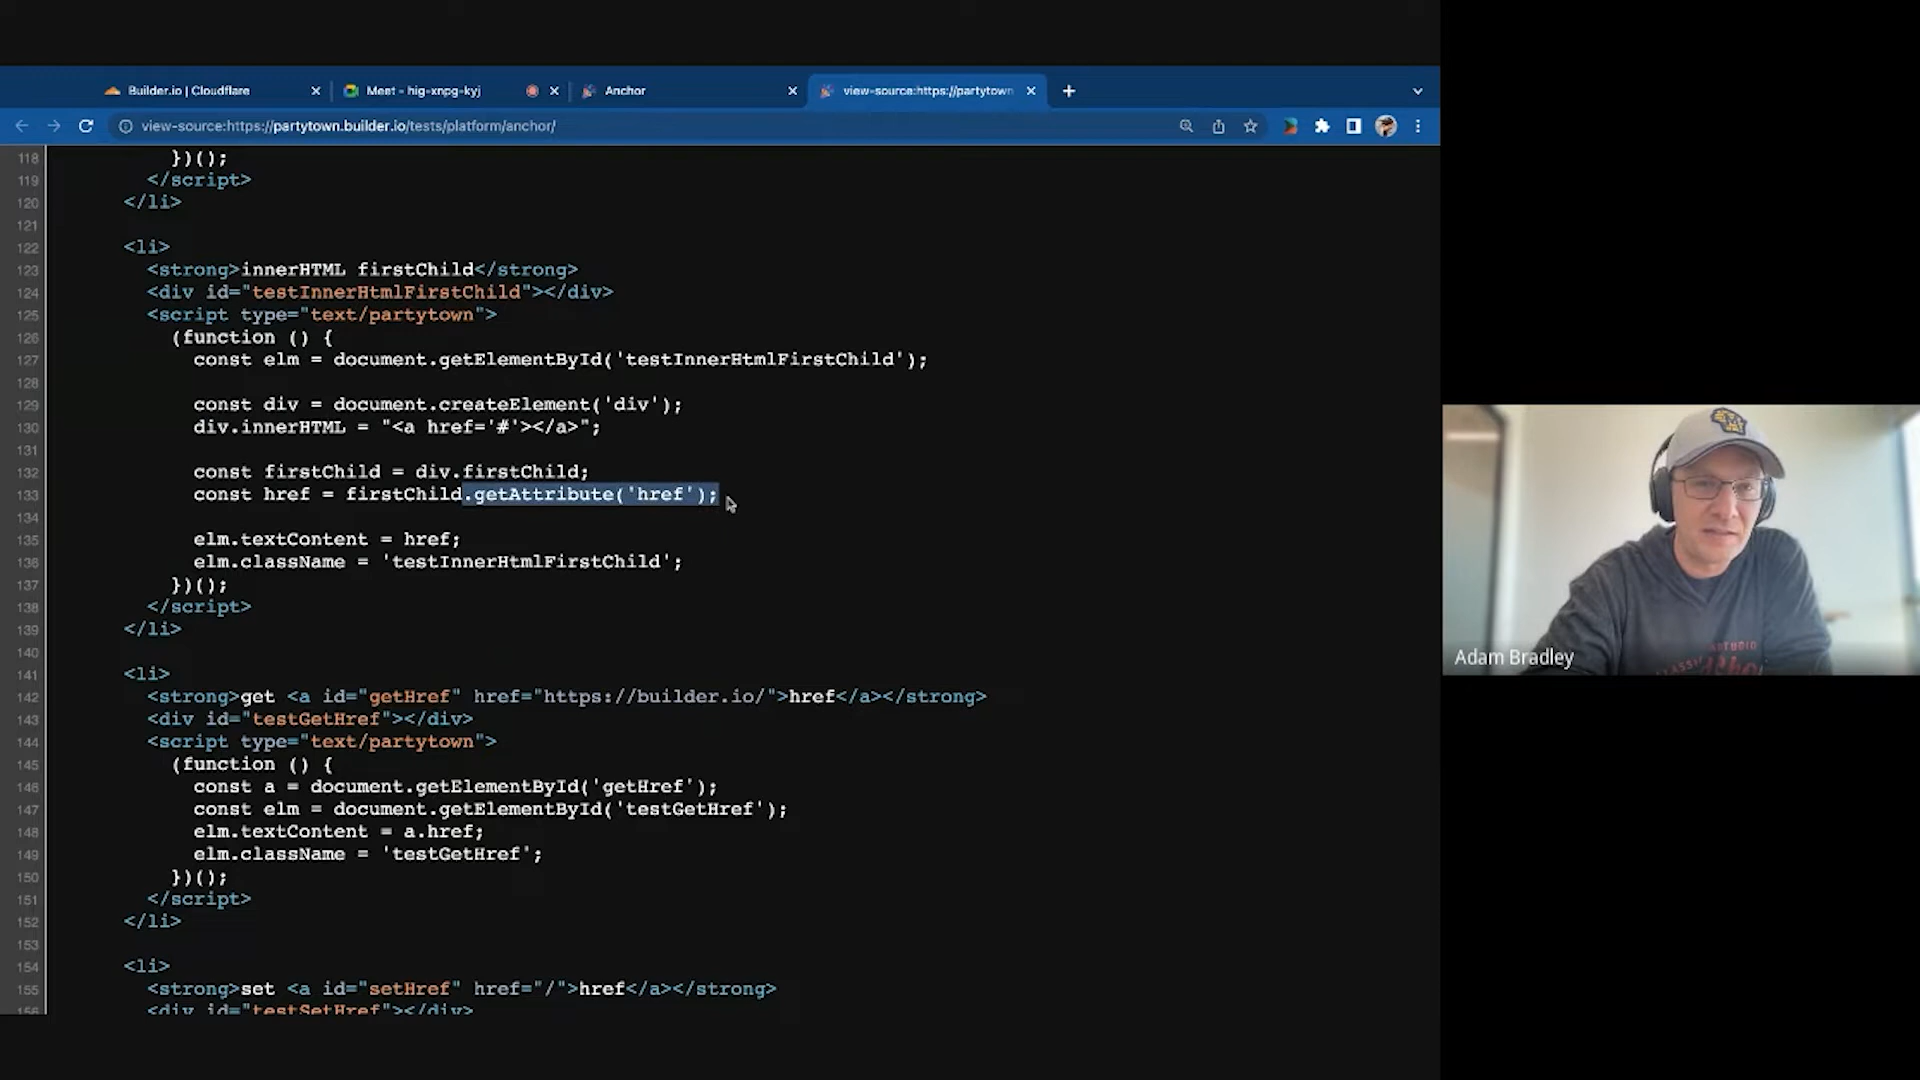 Builder.io | Cloudflare
Meet - hig-xnpg-kyj
Anchor
view-source:https://partytown
view-source:https://partytown.builder.io/tests/platform/anchor/
118 })();
119 </script>
120 </li>
121
122 <li>
123 <strong>innerHTML firstChild</strong>
124 <div id="testInnerHtmlFirstChild"></div>
125 <script type="text/partytown">
126 (function () {
127 const elm = document.getElementById('testInnerHtmlFirstChild');
128
129 const div = document.createElement('div');
130 div.innerHTML = "<a href='#'></a>";
131
132 const firstChild = div.firstChild;
133 const href = firstChild.getAttribute('href');
134
135 elm.textContent = href;
136 elm.className = 'testInnerHtmlFirstChild';
137 })();
138 </script>
139 </li>
140
141 <li>
142 <strong>get <a id="getHref" href="https://builder.io/">href</a></strong>
143 <div id="testGetHref"></div>
144 <script type="text/partytown">
145 (function () {
146 const a = document.getElementById('getHref');
147 const elm = document.getElementById('testGetHref');
148 elm.textContent = a.href;
149 elm.className = 'testGetHref';
150 })();
151 </script>
152 </li>
153
154 <li>
155 <strong>set <a id="setHref" href="/">href</a></strong>
156 <div id="testSetHref"></div>
Adam Bradley